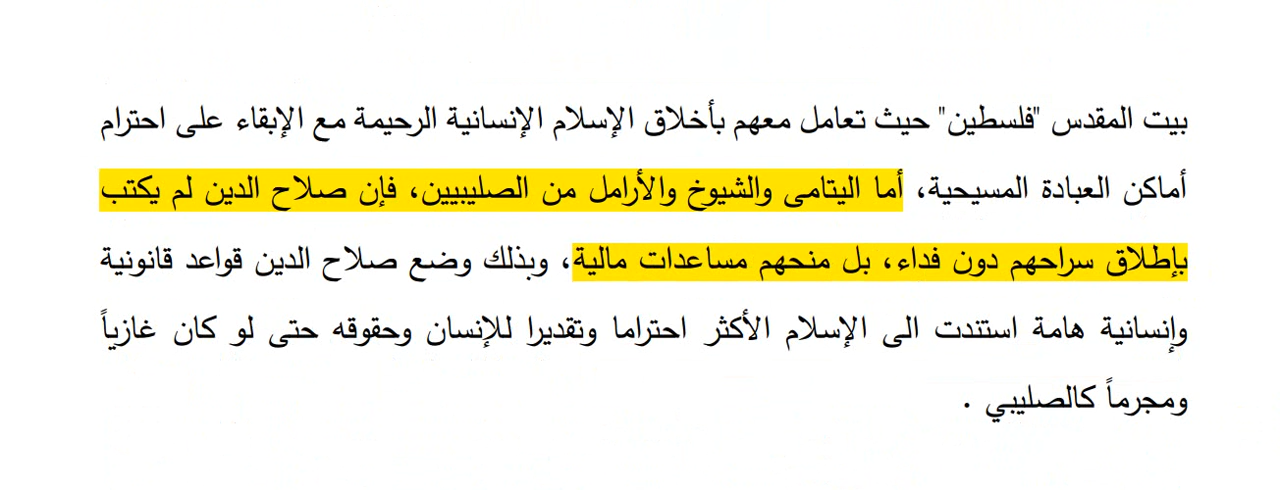 بيت المقدس "فلسطين" حيث تعامل معهم بأخلاق الإسلام الإنسانية الرحيمة مع الإبقاء على احترام
أماكن العبادة المسيحية، أما اليتامى والشيوخ والأرامل من الصليبيين، فإن صلاح الدين لم يكتب
بإطلاق سراحهم دون فداء، بل منحهم مساعدات مالية، وبذلك وضع صلاح الدين قواعد قانونية
وإنسانية هامة استندت الى الإسلام الأكثر احتراما وتقديرا للإنسان وحقوقه حتى لو كان غازياً
ومجرماً كالصليبي .